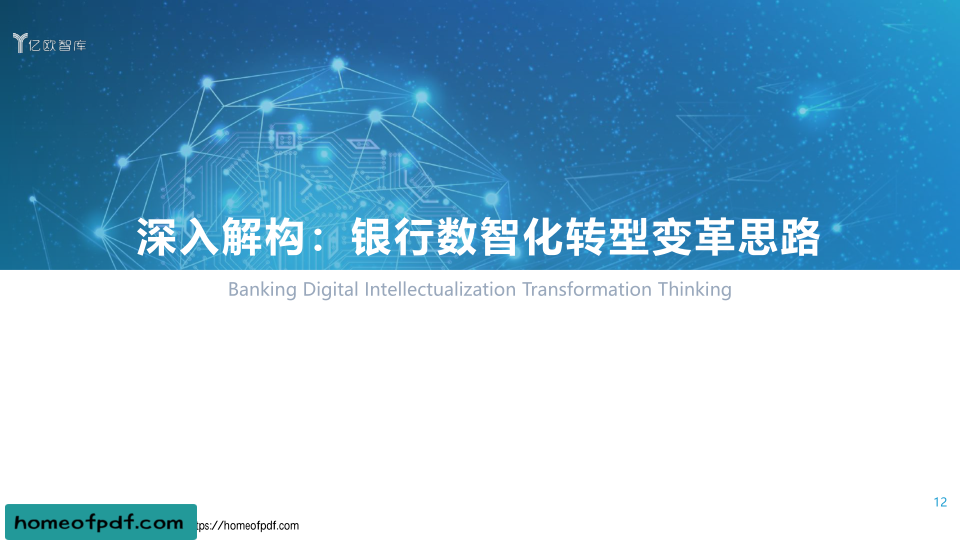 亿欧智库
深入解构：银行数智化转型变革思路
Banking Digital Intellectualization Transformation Thinking
12
homeofpdf.com
tps://homeofpdf.com